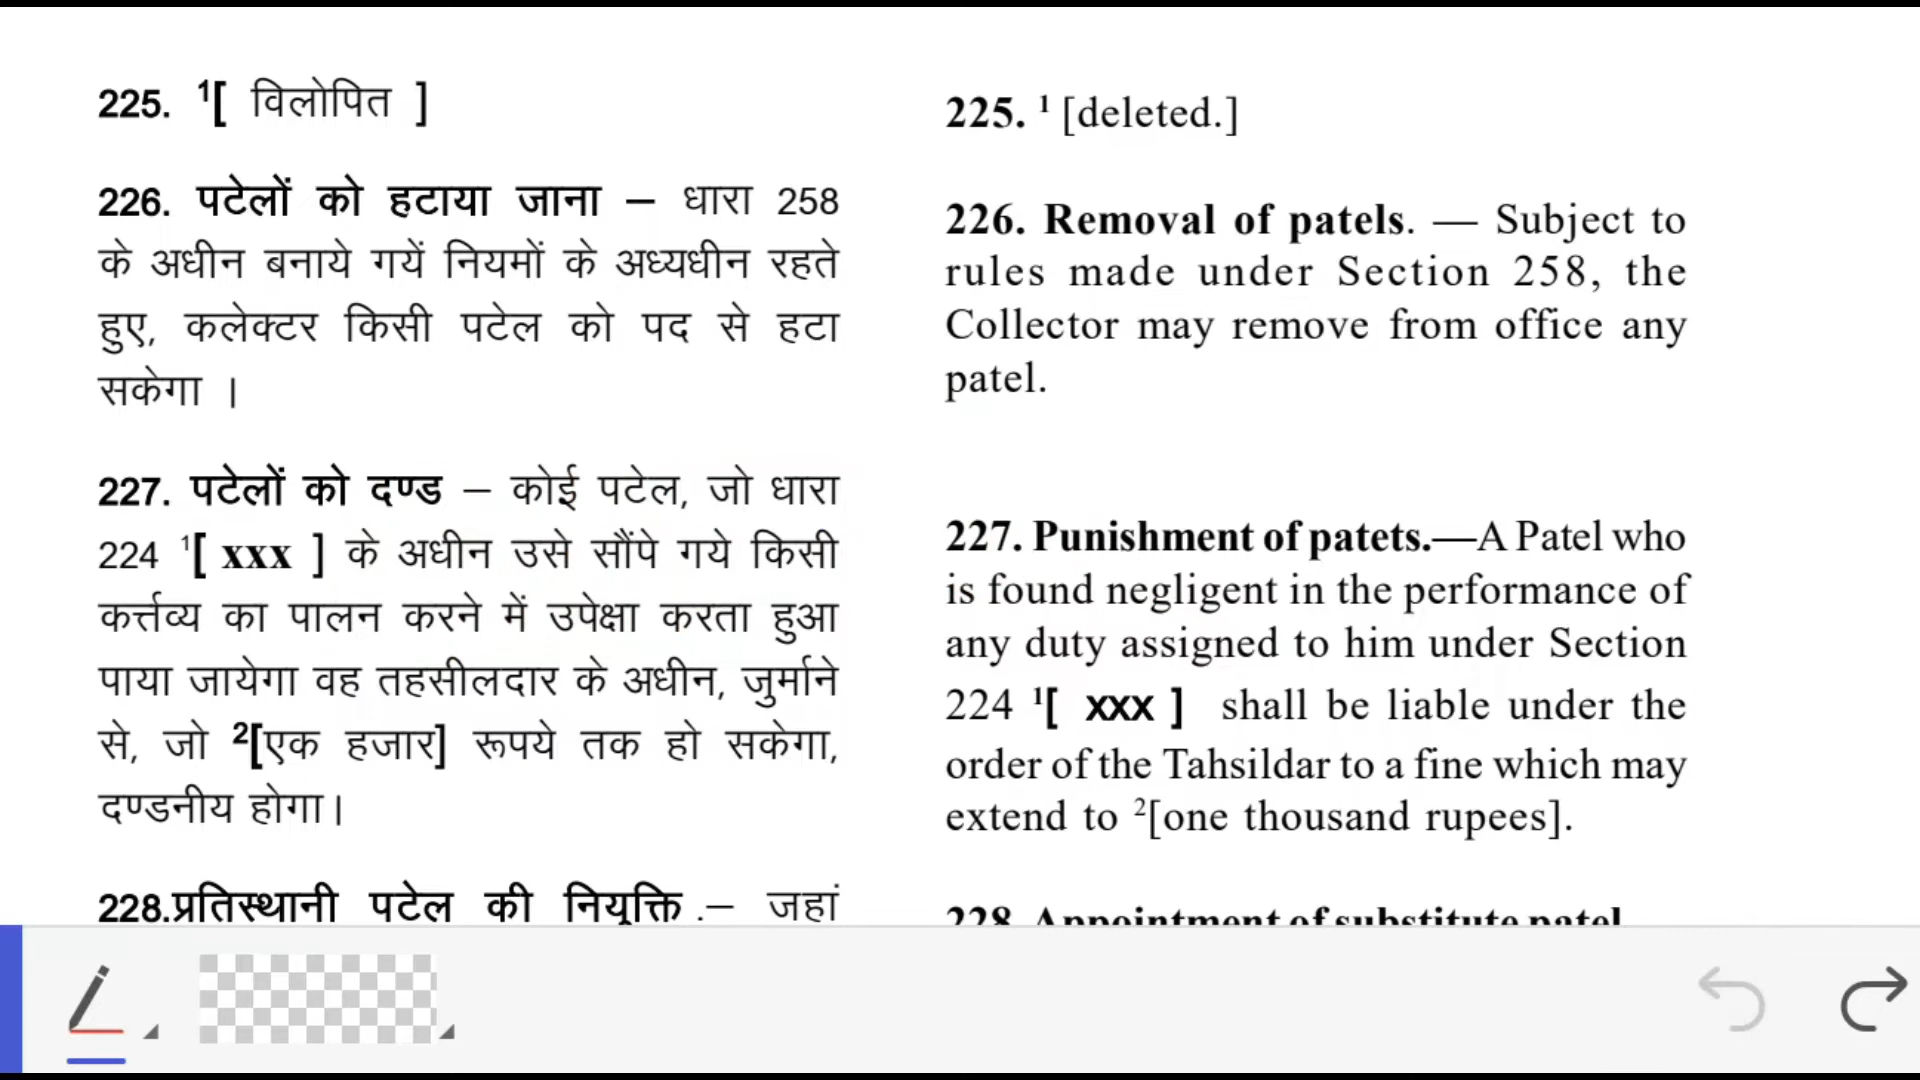 225. ¹[ विलोपित ]
226. पटेलों को हटाया जाना – धारा 258
के अधीन बनाये गयें नियमों के अध्यधीन रहते
हुए, कलेक्टर किसी पटेल को पद से हटा
सकेगा ।
227. पटेलों को दण्ड – कोई पटेल, जो धारा
224 ¹[ xxx ] के अधीन उसे सौंपे गये किसी
कर्त्तव्य का पालन करने में उपेक्षा करता हुआ
पाया जायेगा वह तहसीलदार के अधीन, जुर्माने
से, जो ²[एक हजार] रूपये तक हो सकेगा,
दण्डनीय होगा।
228.प्रतिस्थानी पटेल की नियुक्ति .– जहां
225. ¹ [deleted.]
226. Removal of patels. — Subject to
rules made under Section 258, the
Collector may remove from office any
patel.
227. Punishment of patets.—A Patel who
is found negligent in the performance of
any duty assigned to him under Section
224 ¹[ xxx ] shall be liable under the
order of the Tahsildar to a fine which may
extend to ²[one thousand rupees].
228. Appointment of substitute patel